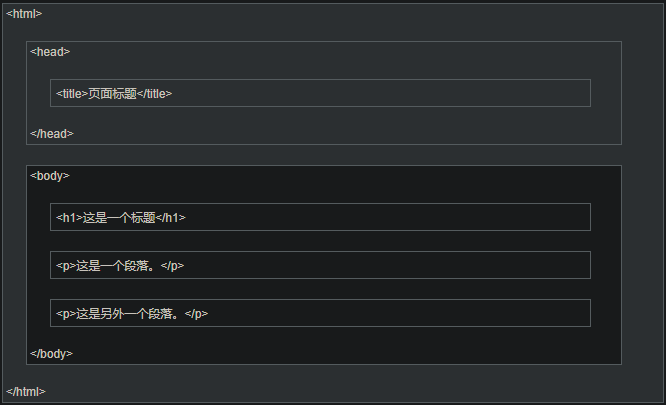 <html>
<head>
<title>页面标题</title>
</head>
<body>
<h1>这是一个标题</h1>
<p>这是一个段落。</p>
<p>这是另外一个段落。</p>
</body>
</html>